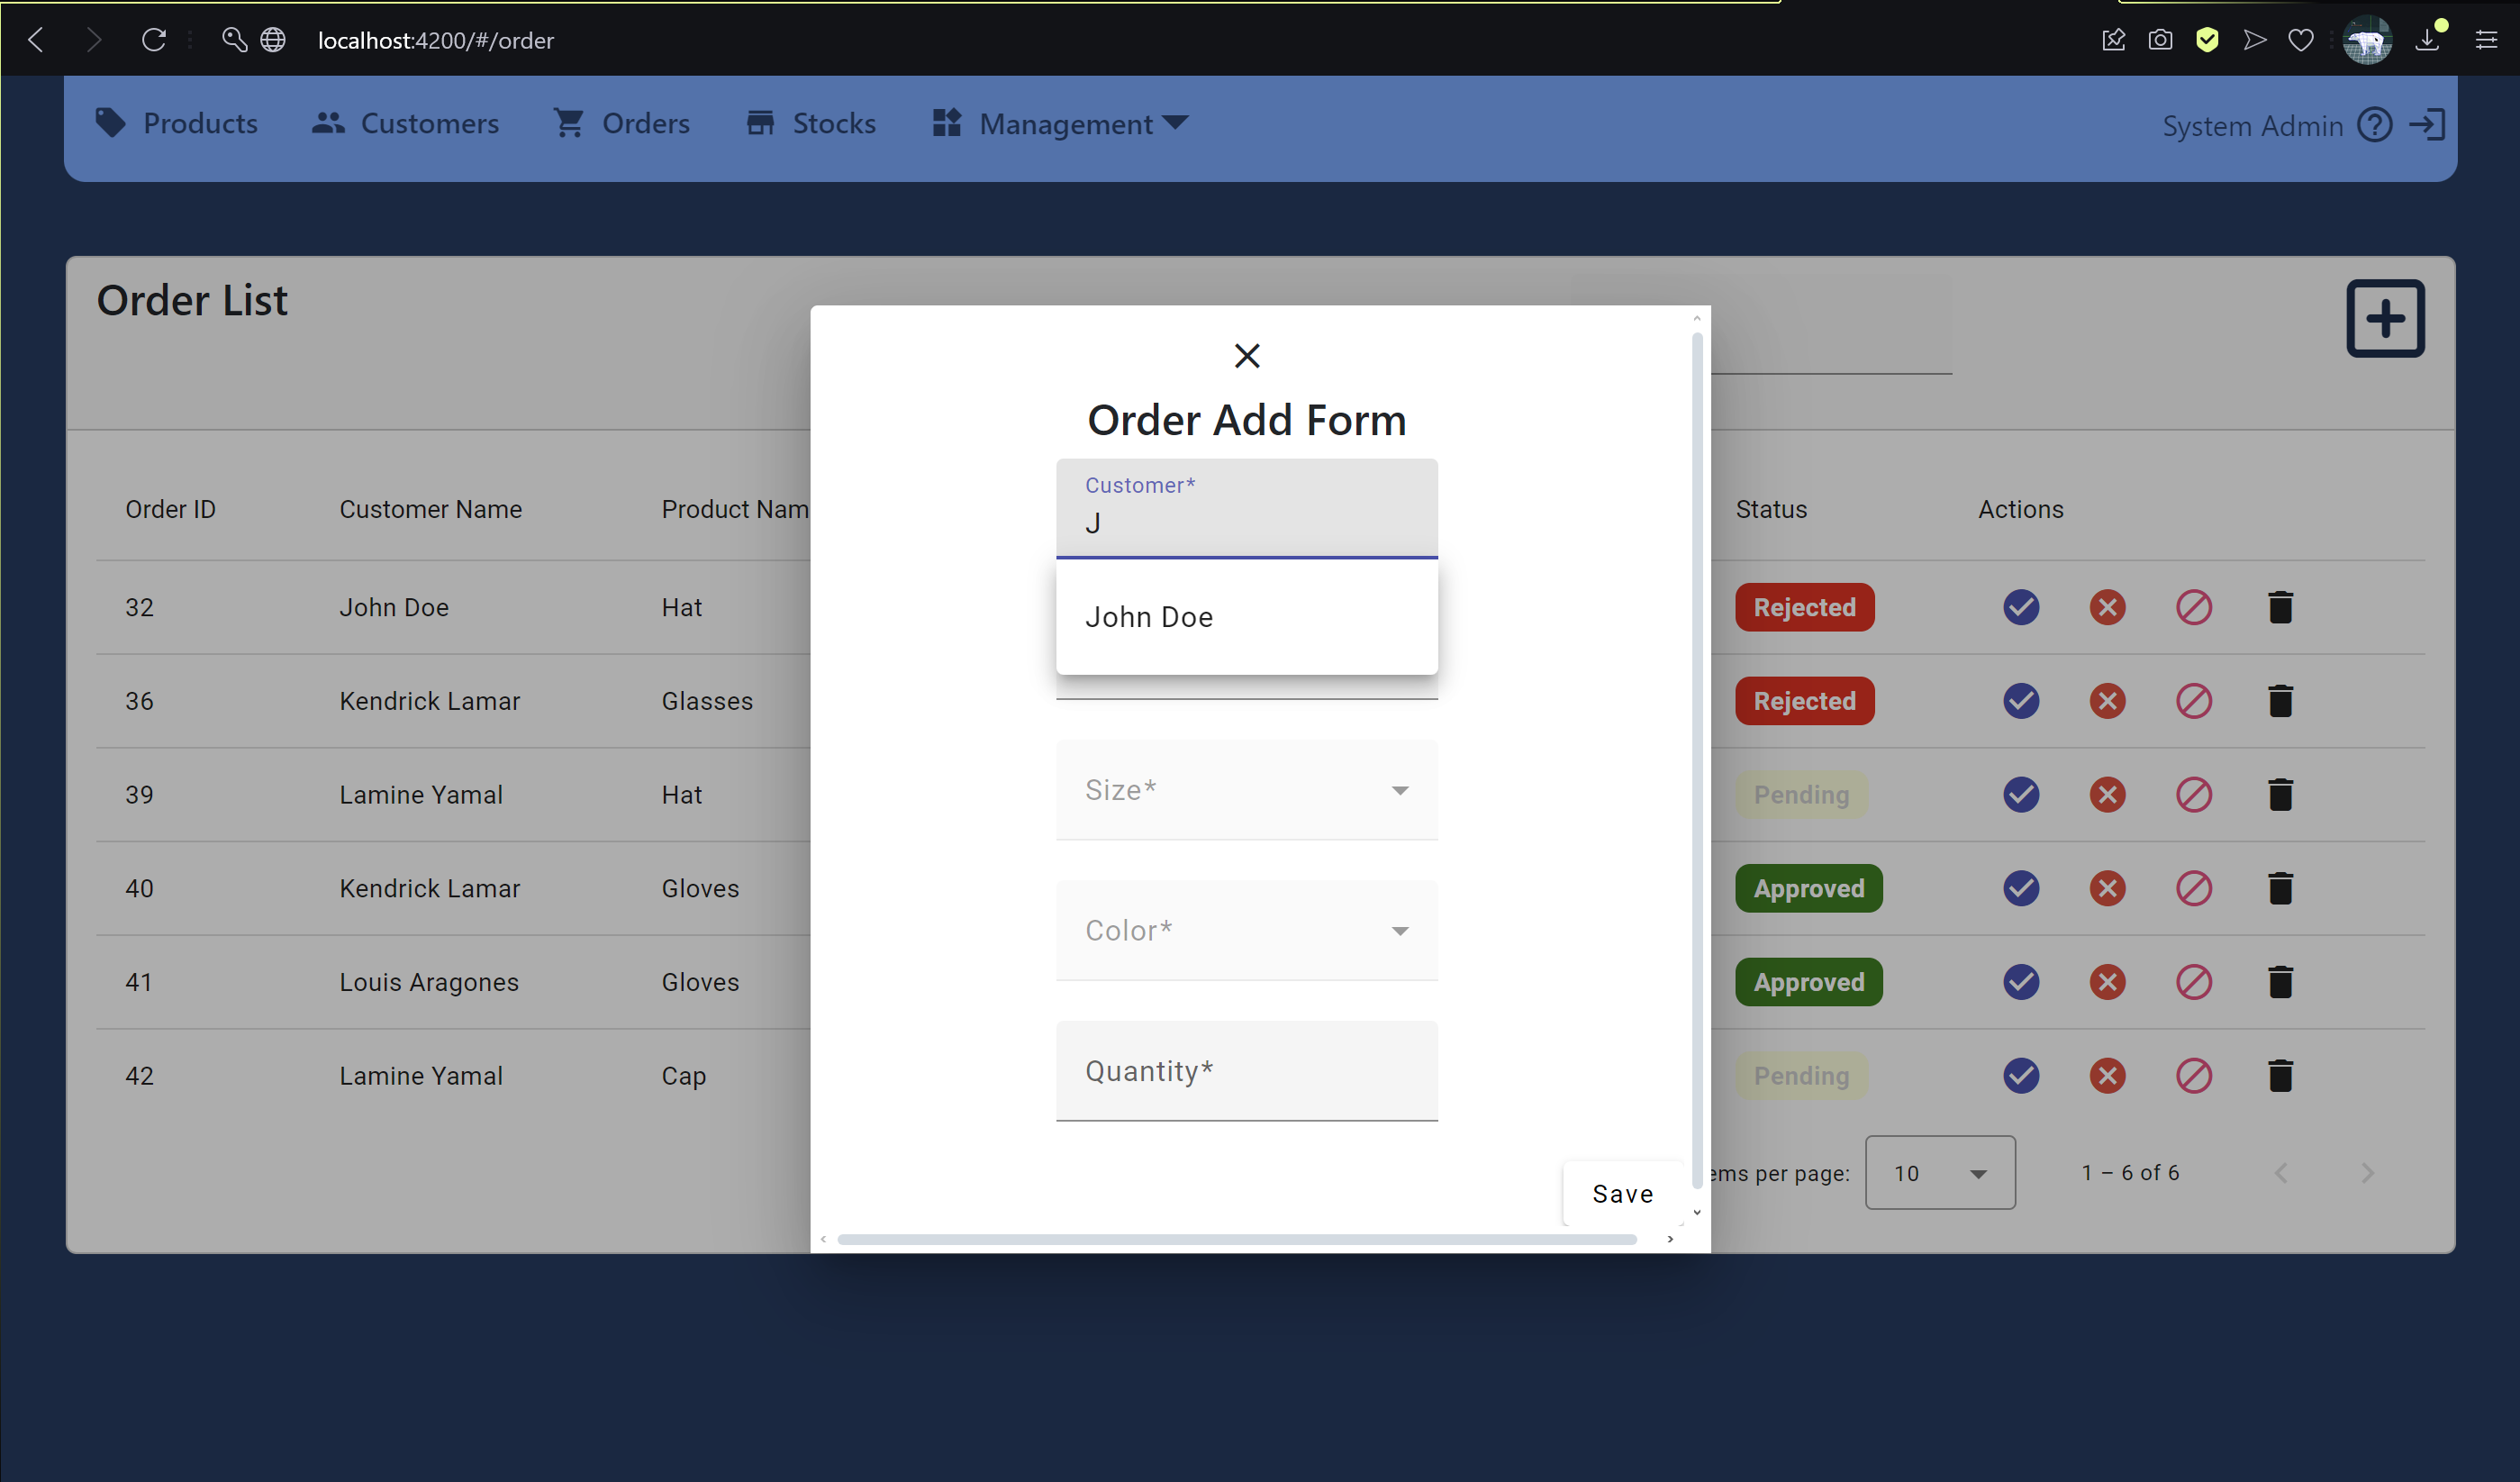 localhost:4200/#/order
Products Customers Orders Stocks Management System Admin
Order List
Order Add Form
Customer*
J
John Doe
Size*
Color*
Quantity*
Save
Order ID Customer Name Product Nam Status Actions
32 John Doe Hat Rejected
36 Kendrick Lamar Glasses Rejected
39 Lamine Yamal Hat Pending
40 Kendrick Lamar Gloves Approved
41 Louis Aragones Gloves Approved
42 Lamine Yamal Cap Pending
ems per page: 10 1 – 6 of 6